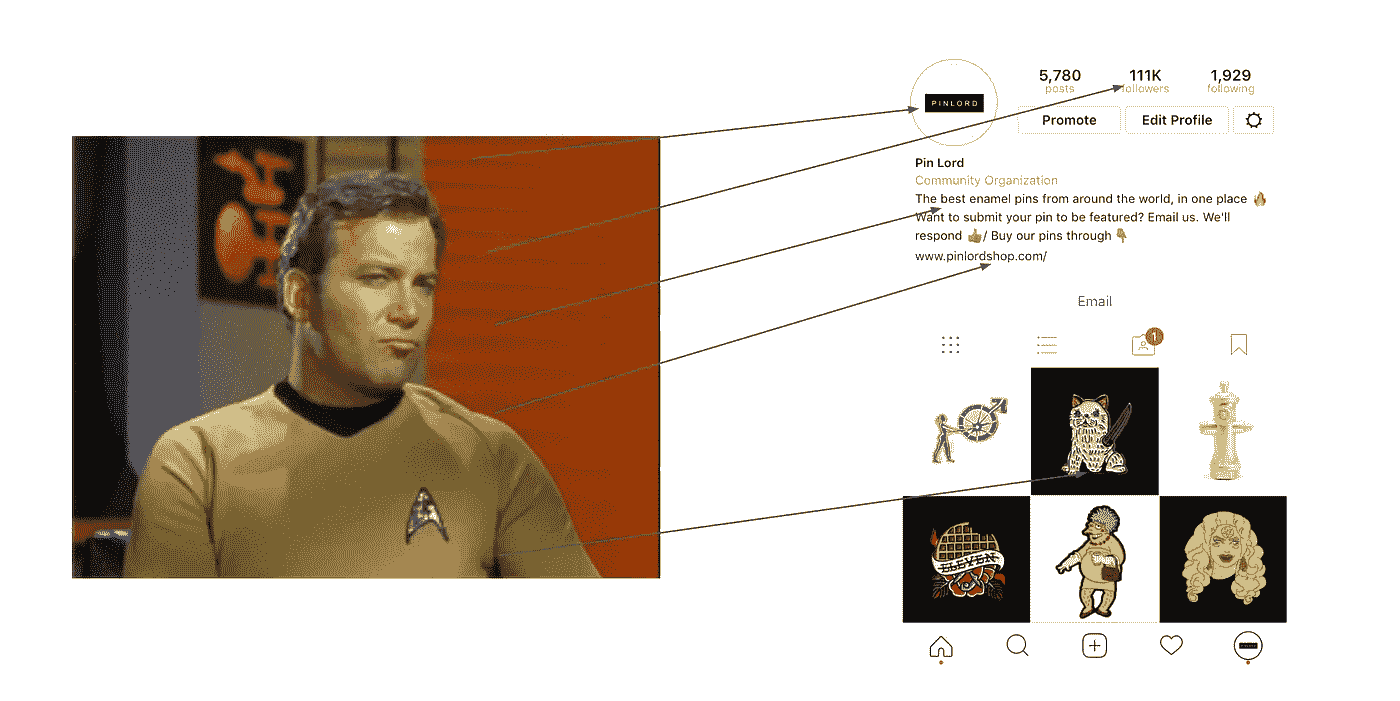 5,780 111K 1,929
posts followers following
PINLORD
Promote Edit Profile
Pin Lord
Community Organization
The best enamel pins from around the world, in one place 🔥
Want to submit your pin to be featured? Email us. We'll
respond 👍/ Buy our pins through 👇
www.pinlordshop.com/
Email
1
ELEVEN